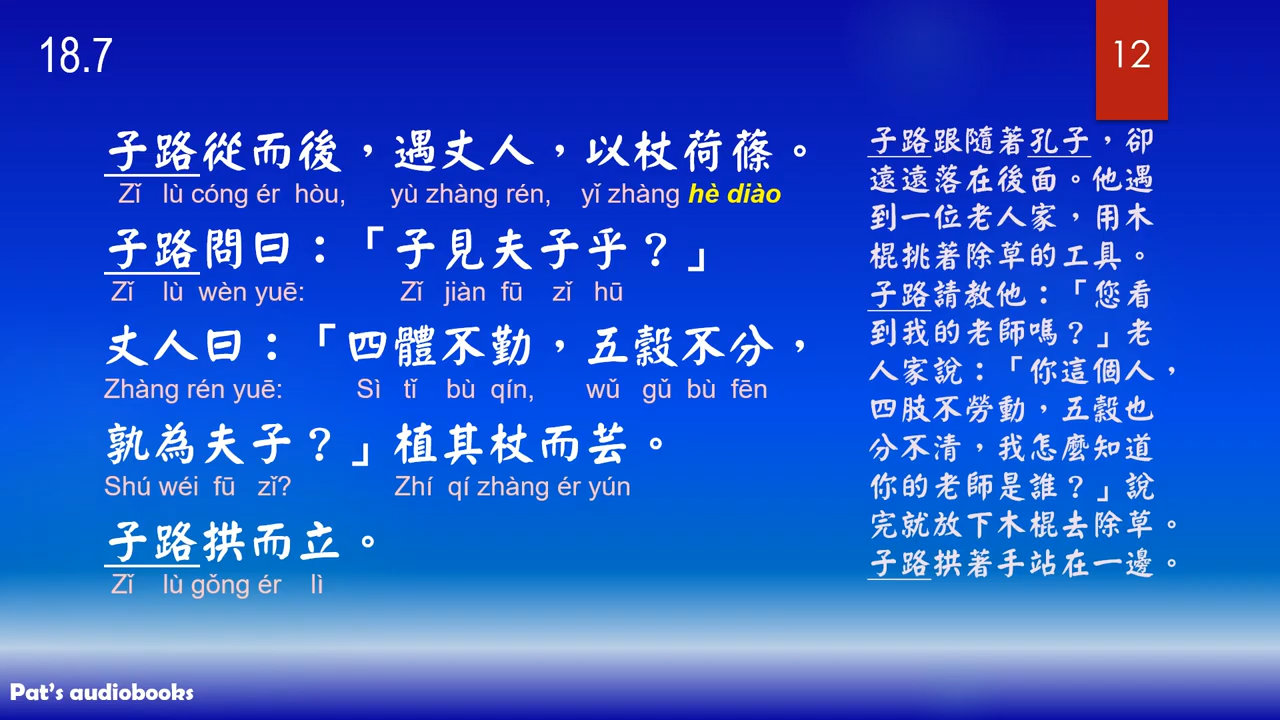 18.7
12
子路從而後，遇丈人，以杖荷蓧。
Zǐ lù cóng ér hòu, yù zhàng rén, yǐ zhàng hè diào
子路問曰：「子見夫子乎？」
Zǐ lù wèn yuē: Zǐ jiàn fū zǐ hū
丈人曰：「四體不勤，五穀不分，
Zhàng rén yuē: Sì tǐ bù qín, wǔ gǔ bù fēn
孰為夫子？」植其杖而芸。
Shú wéi fū zǐ? Zhí qí zhàng ér yún
子路拱而立。
Zǐ lù gǒng ér lì
子路跟隨著孔子，卻
遠遠落在後面。他遇
到一位老人家，用木
棍挑著除草的工具。
子路請教他：「您看
到我的老師嗎？」老
人家說：「你這個人，
四肢不勞動，五穀也
分不清，我怎麼知道
你的老師是誰？」說
完就放下木棍去除草。
子路拱著手站在一邊。
Pat's audiobooks